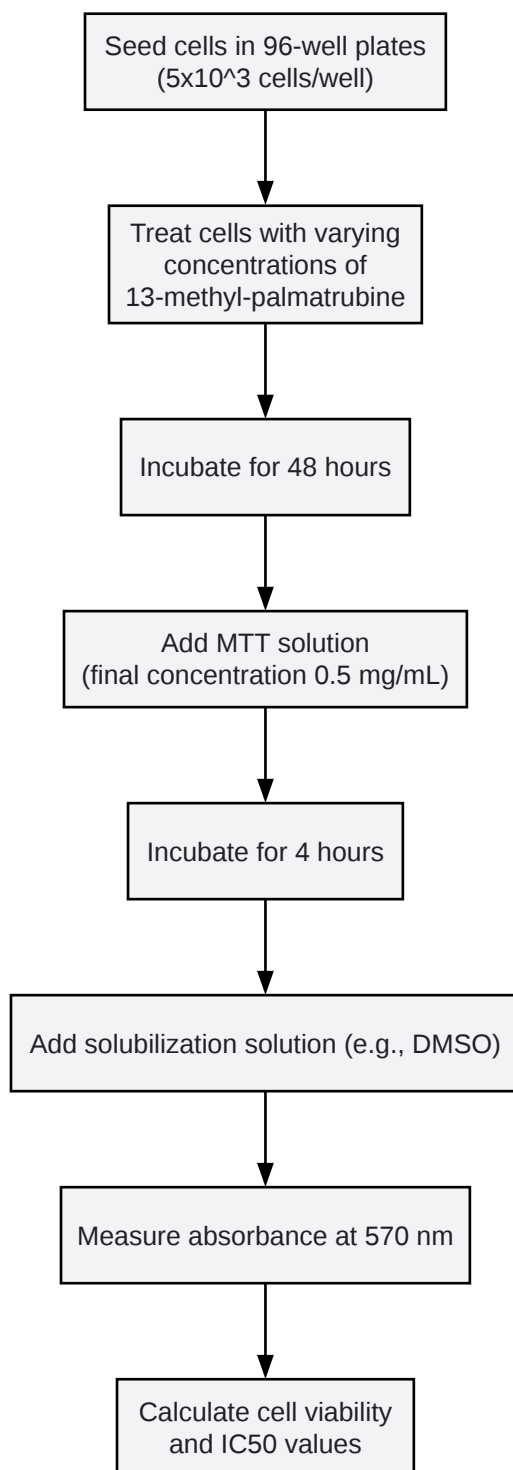 Seed cells in 96-well plates
(5x10^3 cells/well)
Treat cells with varying
concentrations of
13-methyl-palmatrubine
Incubate for 48 hours
Add MTT solution
(final concentration 0.5 mg/mL)
Incubate for 4 hours
Add solubilization solution (e.g., DMSO)
Measure absorbance at 570 nm
Calculate cell viability
and IC50 values